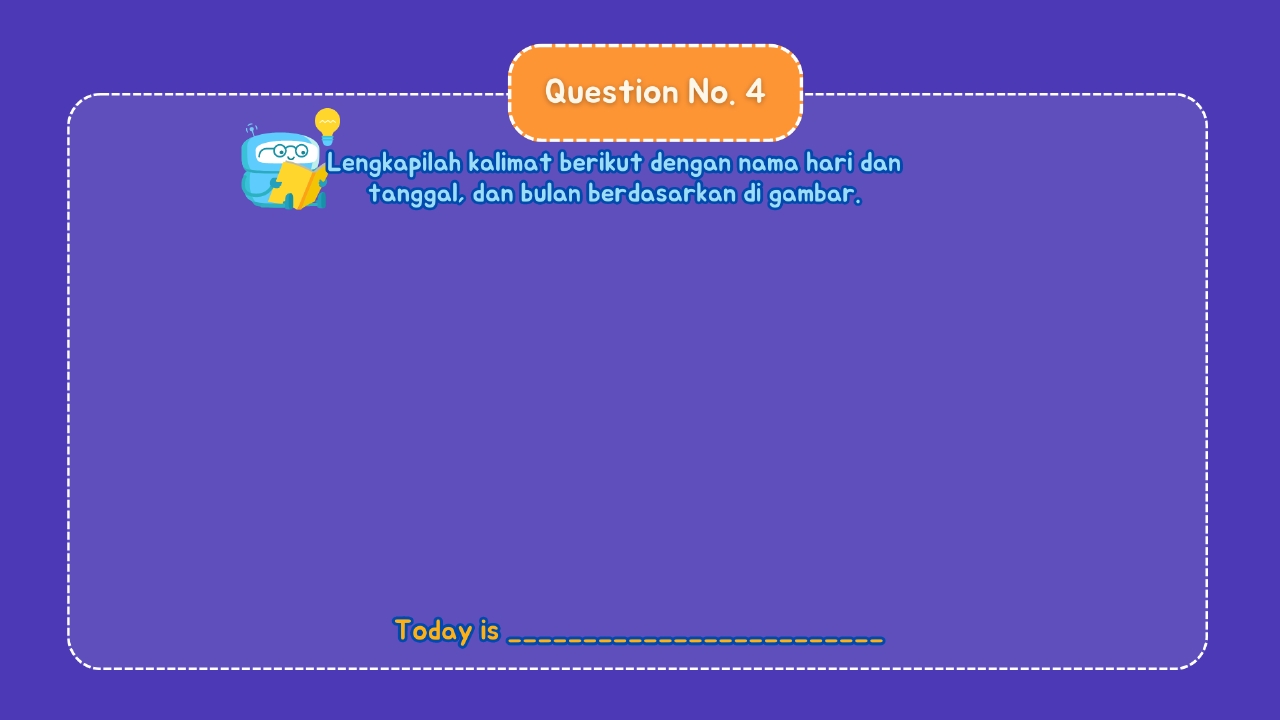 Question No. 4
Lengkapilah kalimat berikut dengan nama hari dan
tanggal, dan bulan berdasarkan di gambar.
Today is _________________________